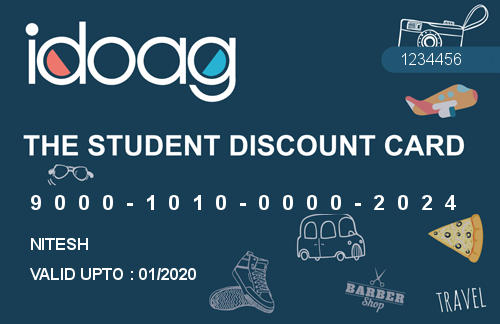 idoag
1234456
THE STUDENT DISCOUNT CARD
9000-1010-0000-2024
NITESH
VALID UPTO : 01/2020
BARBER
Shop
TRAVEL